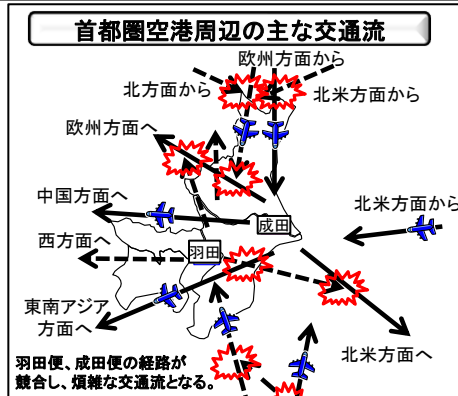 首都圏空港周辺の主な交通流
欧州方面から
北方面から
北米方面から
欧州方面へ
中国方面へ
北米方面から
成田
西方面へ
羽田
東南アジア
方面へ
北米方面へ
羽田便、成田便の経路が
競合し、煩雑な交通流となる。